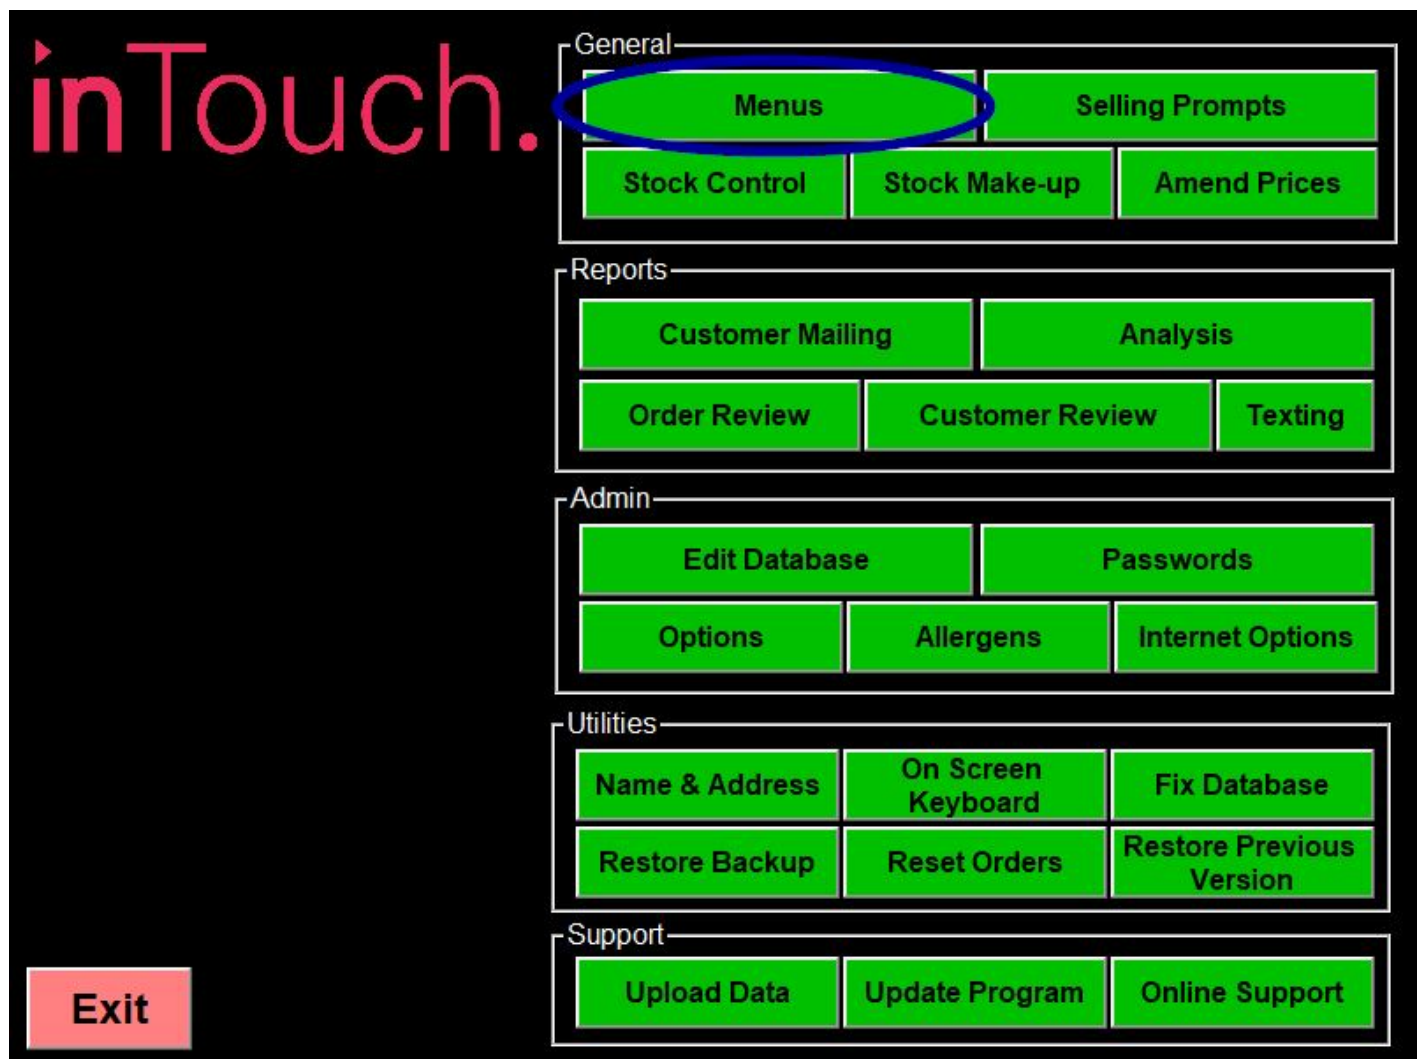 inTouch.
General
Menus
Selling Prompts
Stock Control
Stock Make-up
Amend Prices
Reports
Customer Mailing
Analysis
Order Review
Customer Review
Texting
Admin
Edit Database
Passwords
Options
Allergens
Internet Options
Utilities
Name & Address
On Screen
Keyboard
Fix Database
Restore Backup
Reset Orders
Restore Previous
Version
Support
Upload Data
Update Program
Online Support
Exit